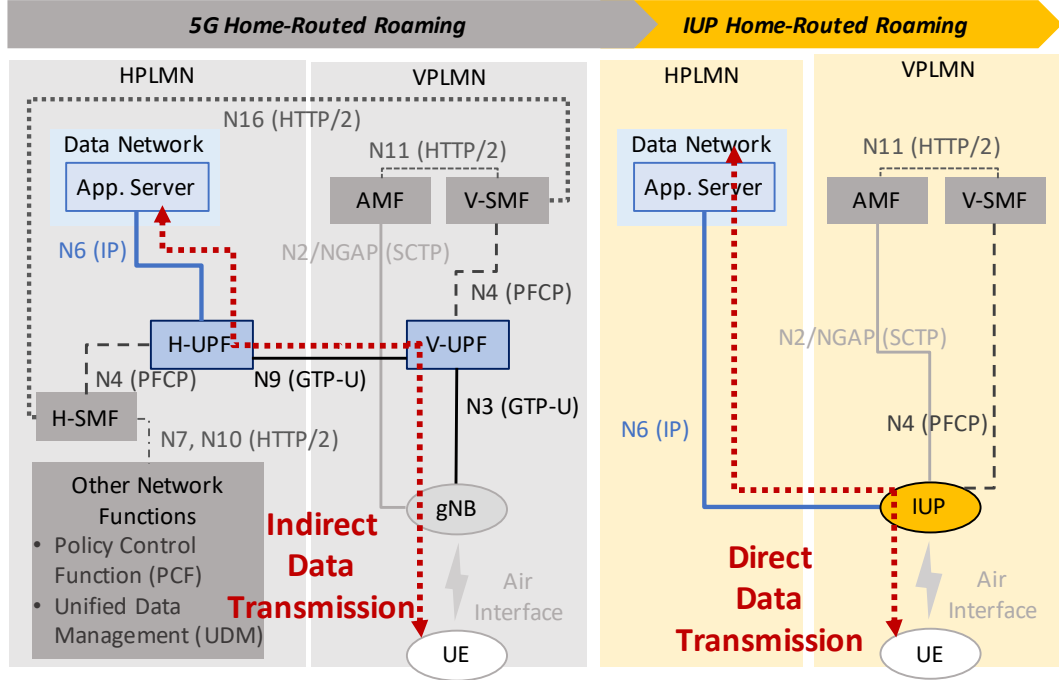 5G Home-Routed Roaming
IUP Home-Routed Roaming
HPLMN
VPLMN
N16 (HTTP/2)
Data Network
App. Server
N11 (HTTP/2)
AMF
V-SMF
N6 (IP)
N2/NGAP (SCTP)
N4 (PFCP)
H-UPF
V-UPF
N4 (PFCP)
N9 (GTP-U)
N3 (GTP-U)
H-SMF
N7, N10 (HTTP/2)
Other Network
Functions
• Policy Control
Function (PCF)
• Unified Data
Management (UDM)
gNB
Indirect
Data
Transmission
Air
Interface
UE
HPLMN
VPLMN
Data Network
App. Server
N11 (HTTP/2)
AMF
V-SMF
N2/NGAP (SCTP)
N6 (IP)
N4 (PFCP)
IUP
Direct
Data
Transmission
Air
Interface
UE